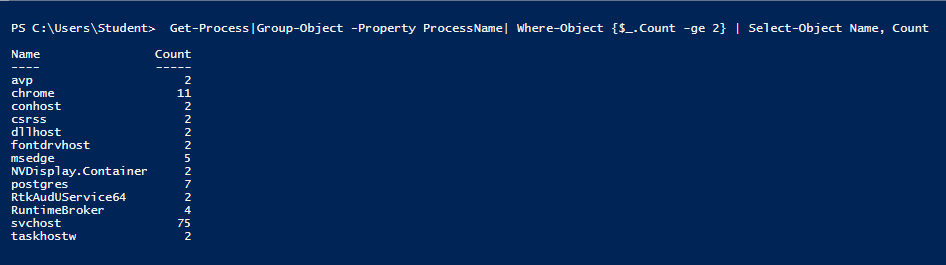 PS C:\Users\Student>  Get-Process|Group-Object -Property ProcessName| Where-Object {$_.Count -ge 2} | Select-Object Name, Count
Name                Count
----                -----
avp                     2
chrome                 11
conhost                 2
csrss                   2
dllhost                 2
fontdrvhost             2
msedge                  5
NVDisplay.Container     2
postgres                7
RtkAudUService64        2
RuntimeBroker           4
svchost                75
taskhostw               2